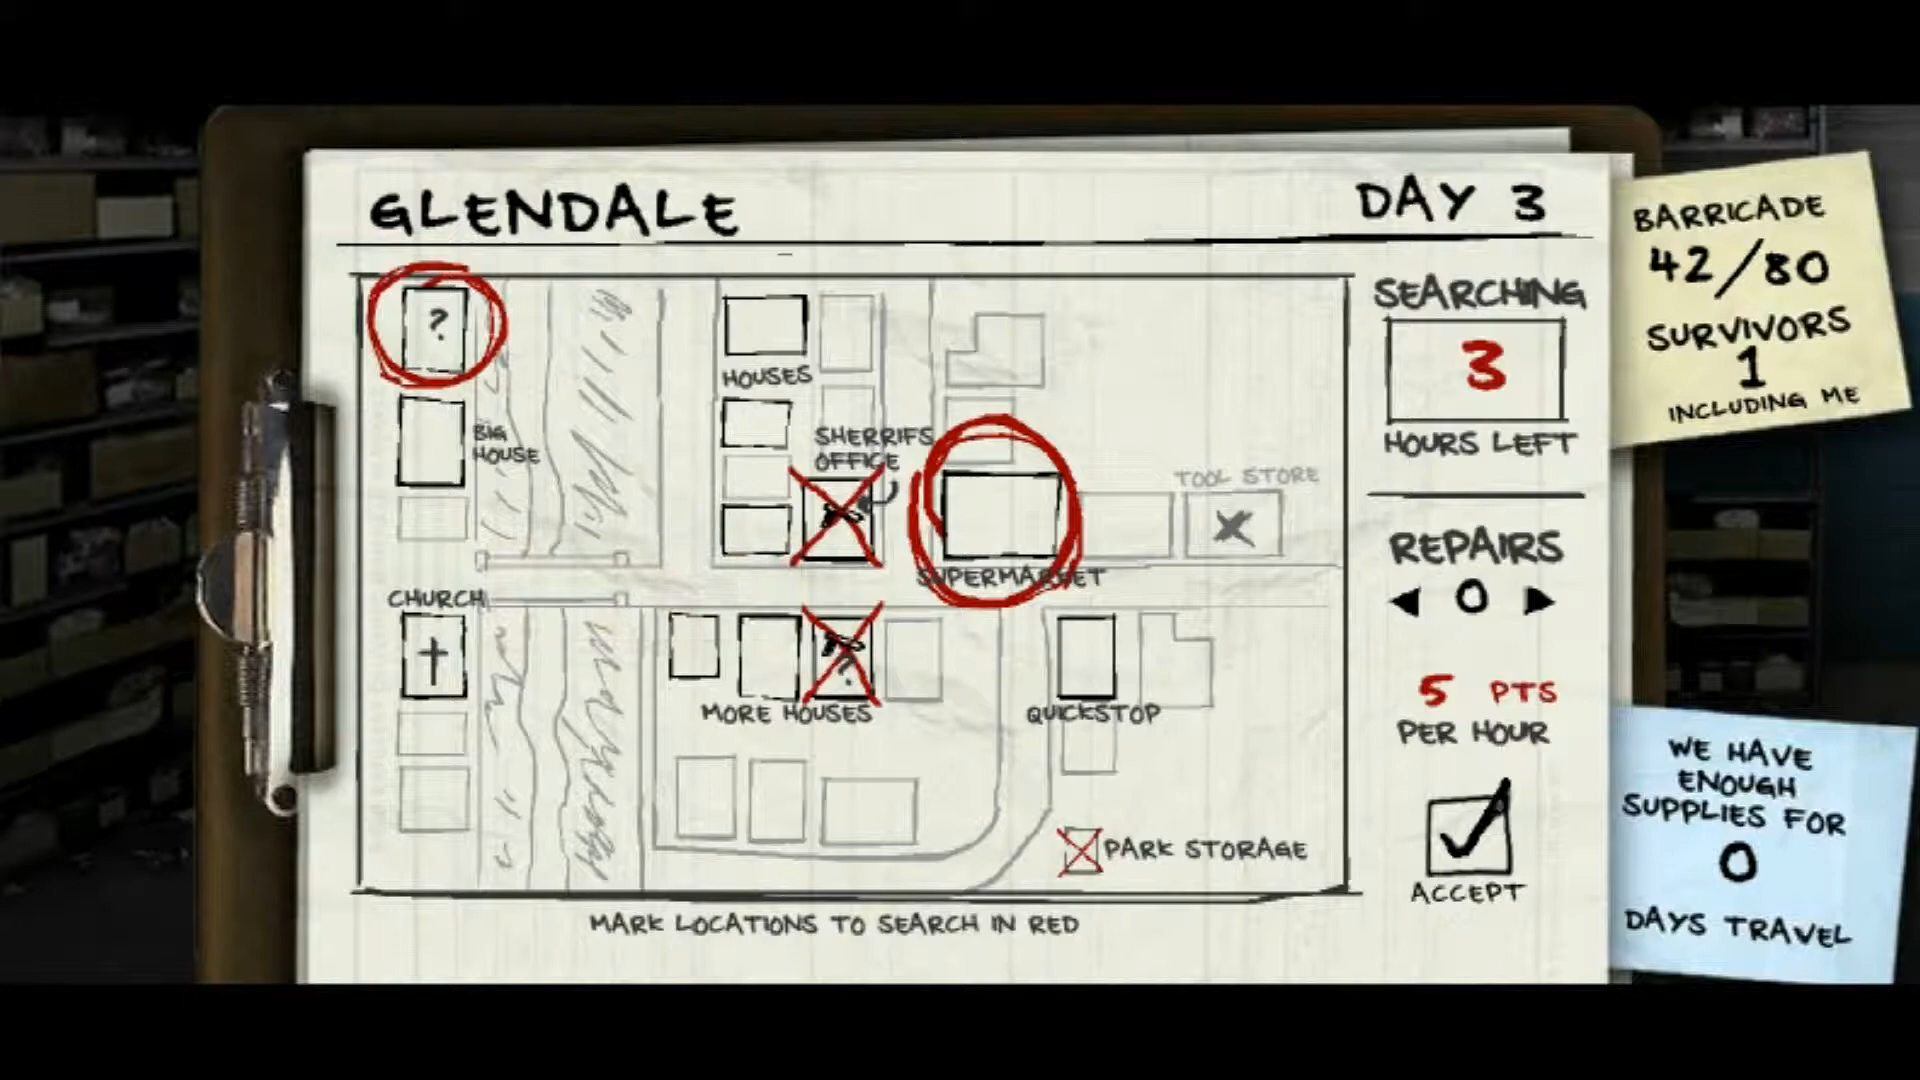 GLENDALE
DAY 3
?
HOUSES
BIG
HOUSE
SHERRIFS
OFFICE
TOOL STORE
SUPERMARKET
CHURCH
MORE HOUSES
QUICKSTOP
PARK STORAGE
MARK LOCATIONS TO SEARCH IN RED
SEARCHING
3
HOURS LEFT
REPAIRS
0
5 PTS
PER HOUR
ACCEPT
BARRICADE
42/80
SURVIVORS
1
INCLUDING ME
WE HAVE
ENOUGH
SUPPLIES FOR
0
DAYS TRAVEL